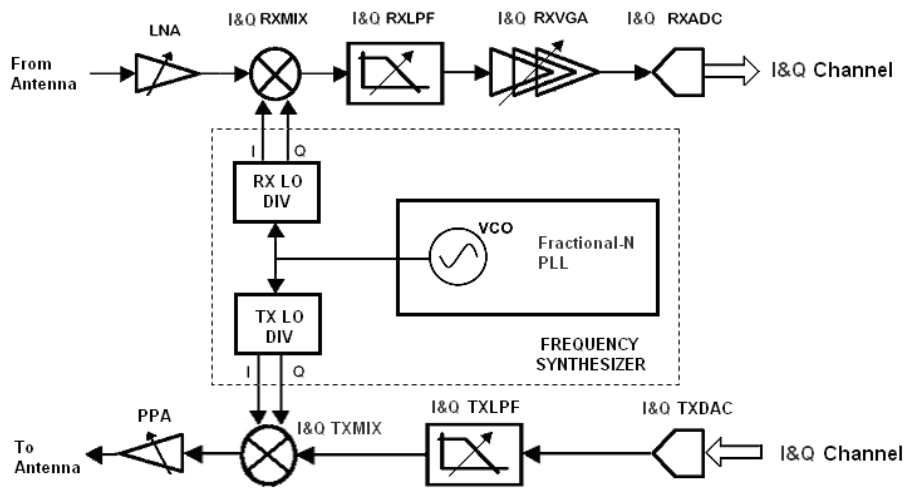 I&Q RXMIX
I&Q RXLPF
I&Q RXVGA
I&Q RXADC
LNA
From
Antenna
I&Q Channel
I
Q
RX LO
DIV
VCO
Fractional-N
PLL
TX LO
DIV
FREQUENCY
SYNTHESIZER
I
Q
PPA
I&Q TXMIX
I&Q TXLPF
I&Q TXDAC
To
Antenna
I&Q Channel